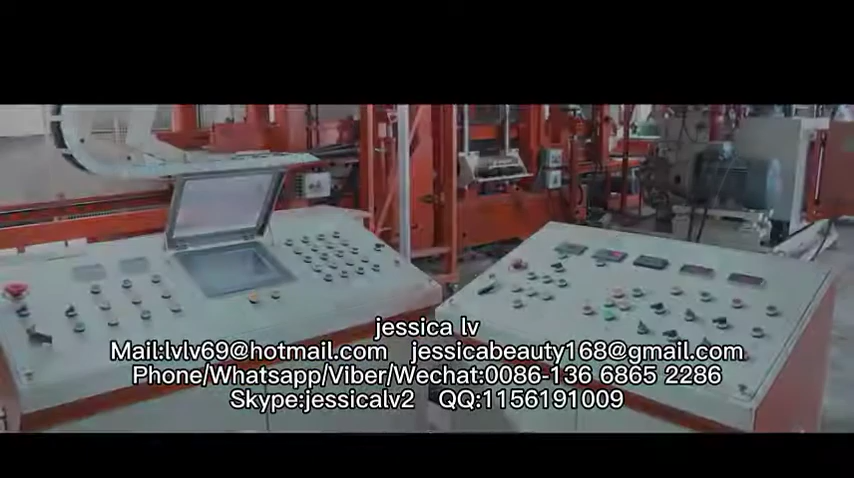 jessica lv
Mail:lvlv69@hotmail.com jessicabeauty168@gmail.com
Phone/Whatsapp/Viber/Wechat:0086-136 6865 2286
Skype:jessicalv2 QQ:1156191009